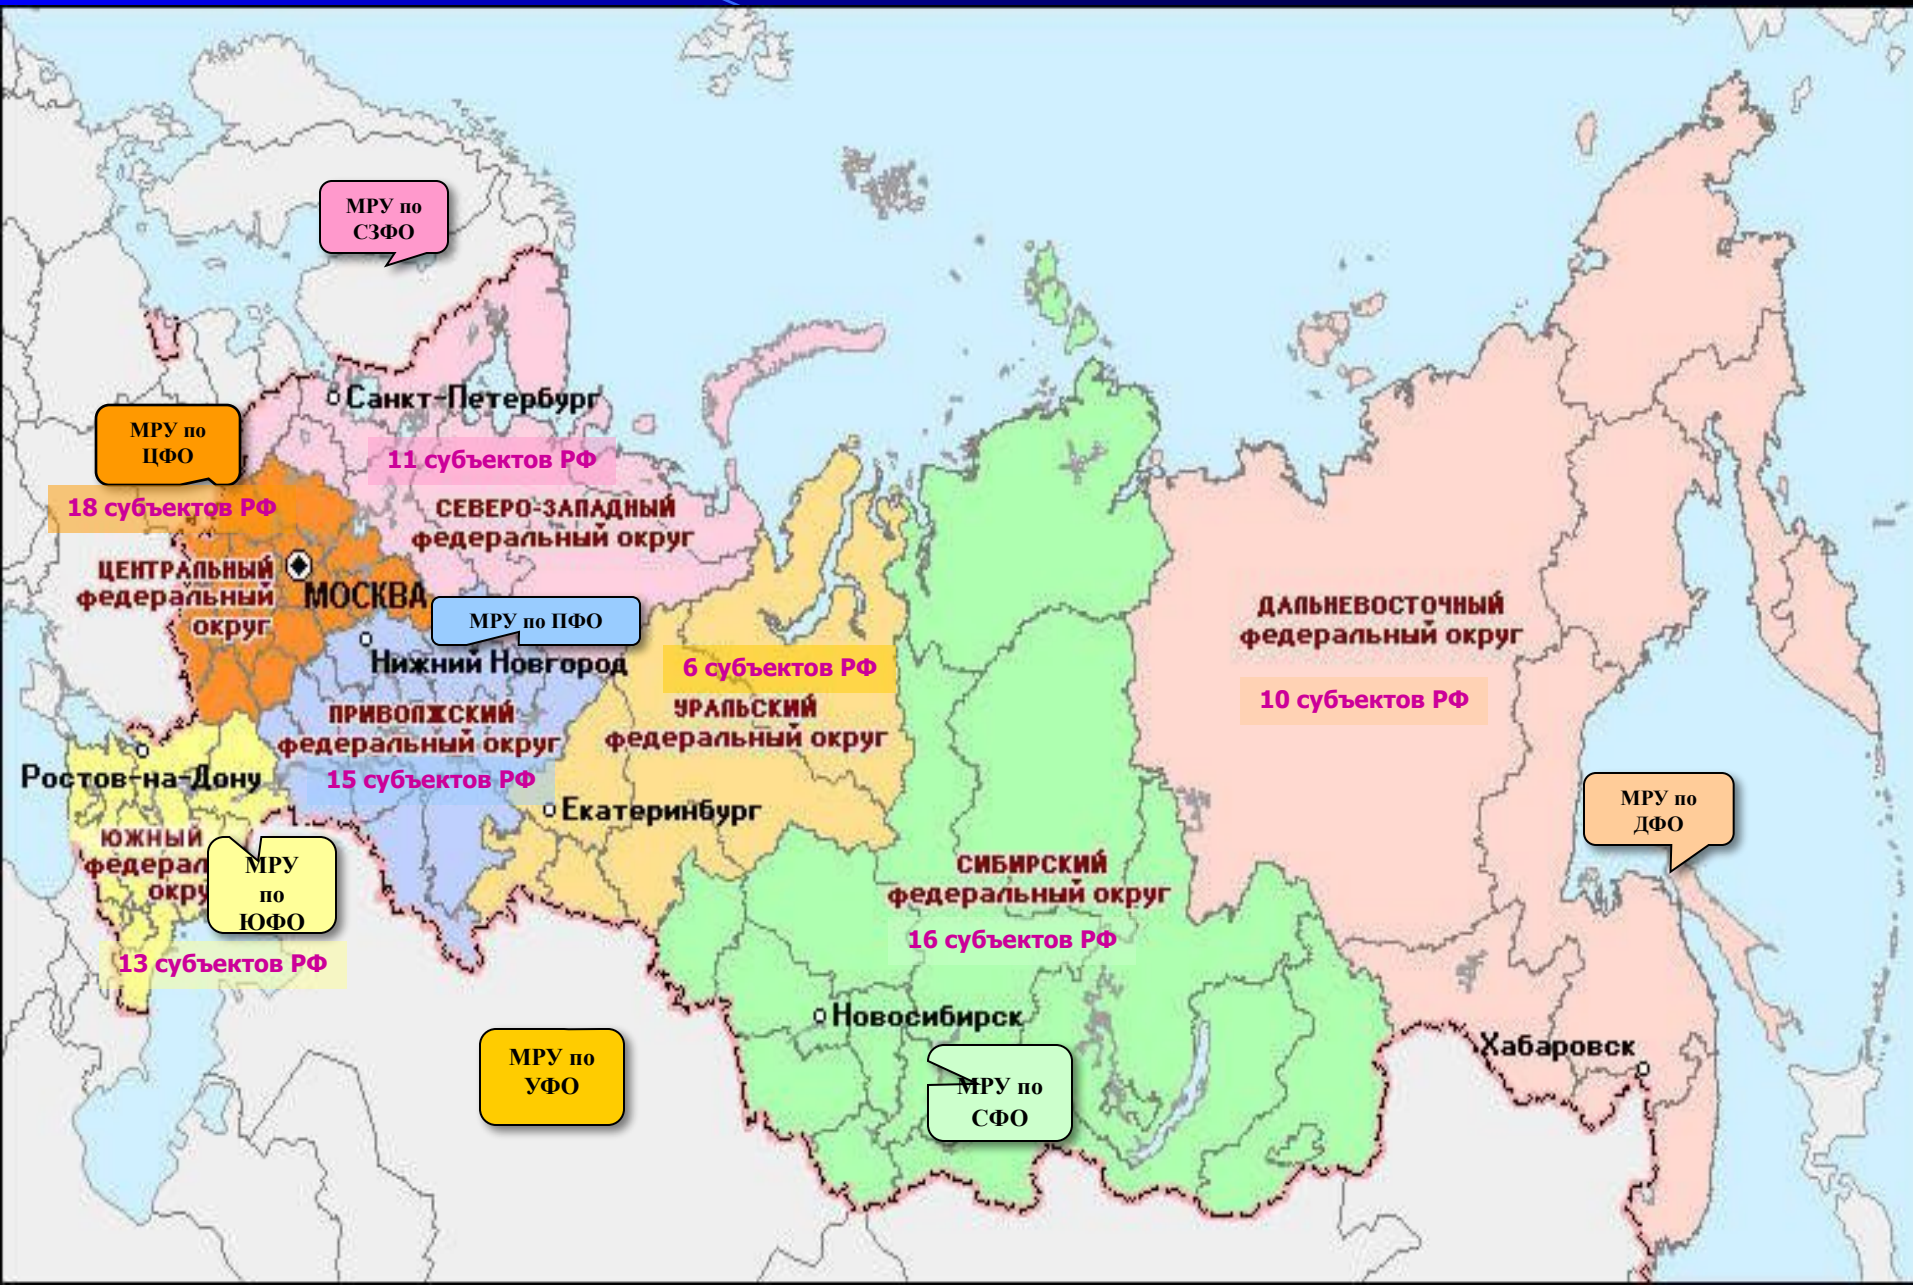 МРУ по
СЗФО
Санкт-Петербург
МРУ по
ЦФО
11 субъектов РФ
18 субъектов РФ
СЕВЕРО-ЗАПАДНЫЙ
федеральный округ
ЦЕНТРАЛЬНЫЙ
федеральный
округ
МОСКВА
МРУ по ПФО
Нижний Новгород
6 субъектов РФ
ДАЛЬНЕВОСТОЧНЫЙ
федеральный округ
10 субъектов РФ
ПРИВОЛЖСКИЙ
федеральный округ
15 субъектов РФ
УРАЛЬСКИЙ
федеральный округ
Ростов-на-Дону
Екатеринбург
МРУ по
ДФО
ЮЖНЫЙ
федерал
окру
МРУ
по
ЮФО
13 субъектов РФ
СИБИРСКИЙ
федеральный округ
16 субъектов РФ
Новосибирск
Хабаровск
МРУ по
УФО
МРУ по
СФО